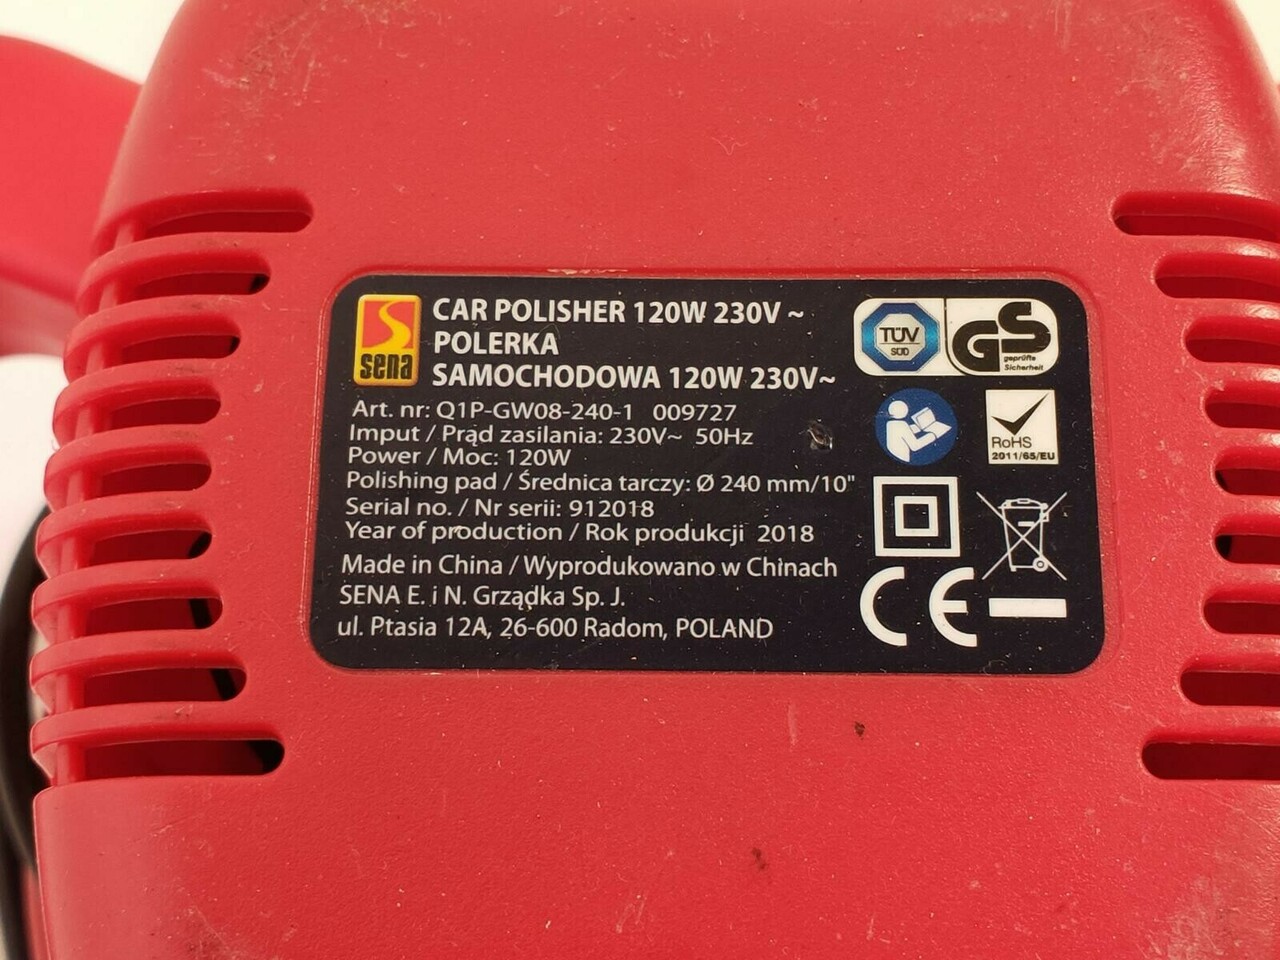 sena
CAR POLISHER 120W 230V ~
POLERKA
SAMOCHODOWA 120W 230V~
Art. nr: Q1P-GW08-240-1 009727
Imput / Prąd zasilania: 230V~ 50Hz
Power / Moc: 120W
Polishing pad / Średnica tarczy: Ø 240 mm/10"
Serial no. / Nr serii: 912018
Year of production / Rok produkcji 2018
Made in China / Wyprodukowano w Chinach
SENA E. i N. Grządka Sp. J.
ul. Ptasia 12A, 26-600 Radom, POLAND
TÜV
SÜD
GS
geprüfte
Sicherheit
RoHS
2011/65/EU
CE